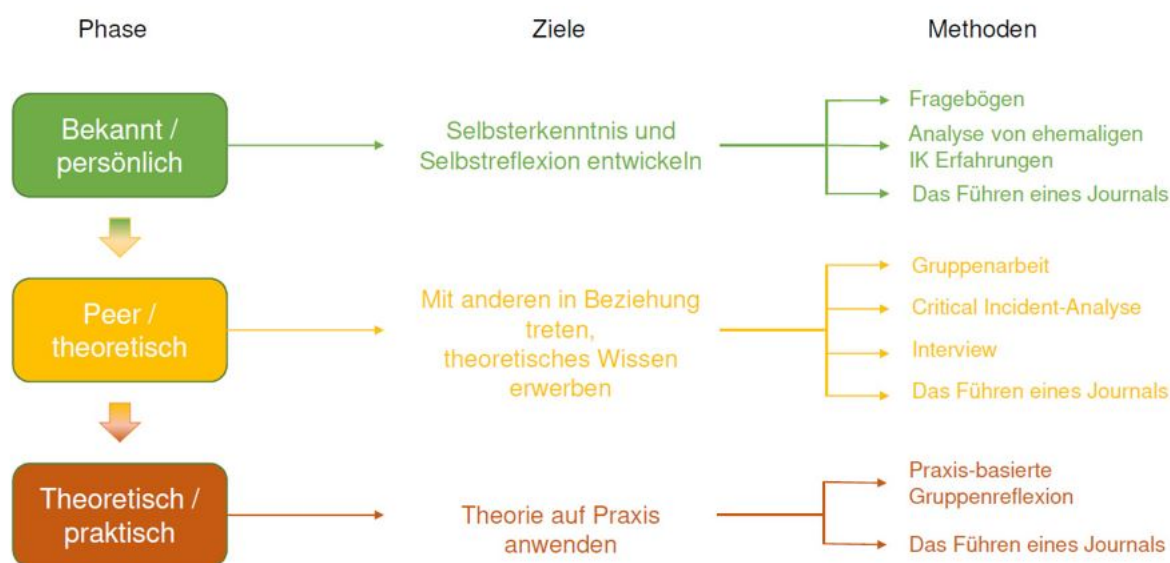 Phase
Ziele
Methoden
Bekannt /
persönlich
Selbsterkenntnis und
Selbstreflexion entwickeln
Fragebögen
Analyse von ehemaligen
IK Erfahrungen
Das Führen eines Journals
Peer /
theoretisch
Mit anderen in Beziehung
treten,
theoretisches Wissen
erwerben
Gruppenarbeit
Critical Incident-Analyse
Interview
Das Führen eines Journals
Theoretisch /
praktisch
Theorie auf Praxis
anwenden
Praxis-basierte
Gruppenreflexion
Das Führen eines Journals